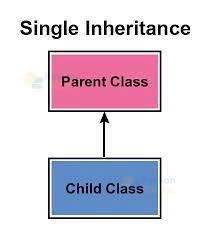 Single Inheritance
Parent Class
Child Class